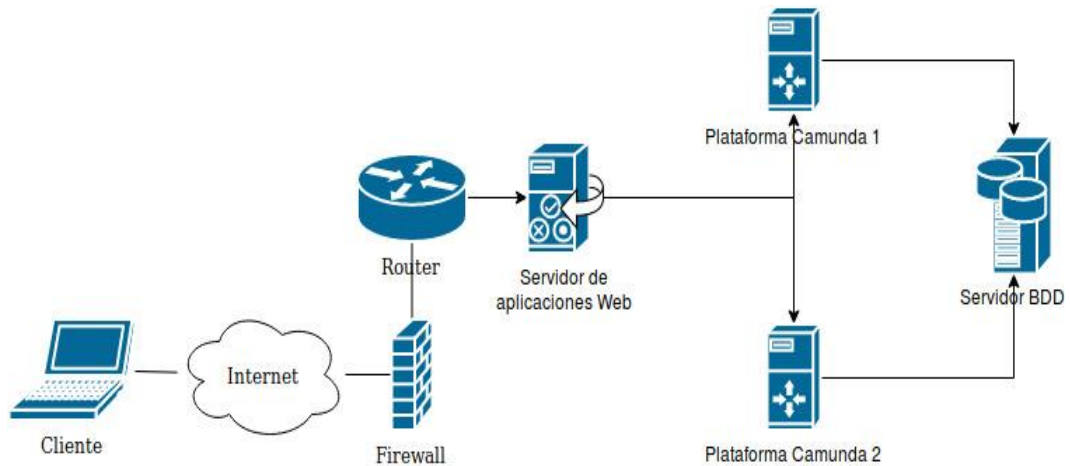 Plataforma Camunda 1
Router
Servidor de
aplicaciones Web
Servidor BDD
Internet
Cliente
Firewall
Plataforma Camunda 2